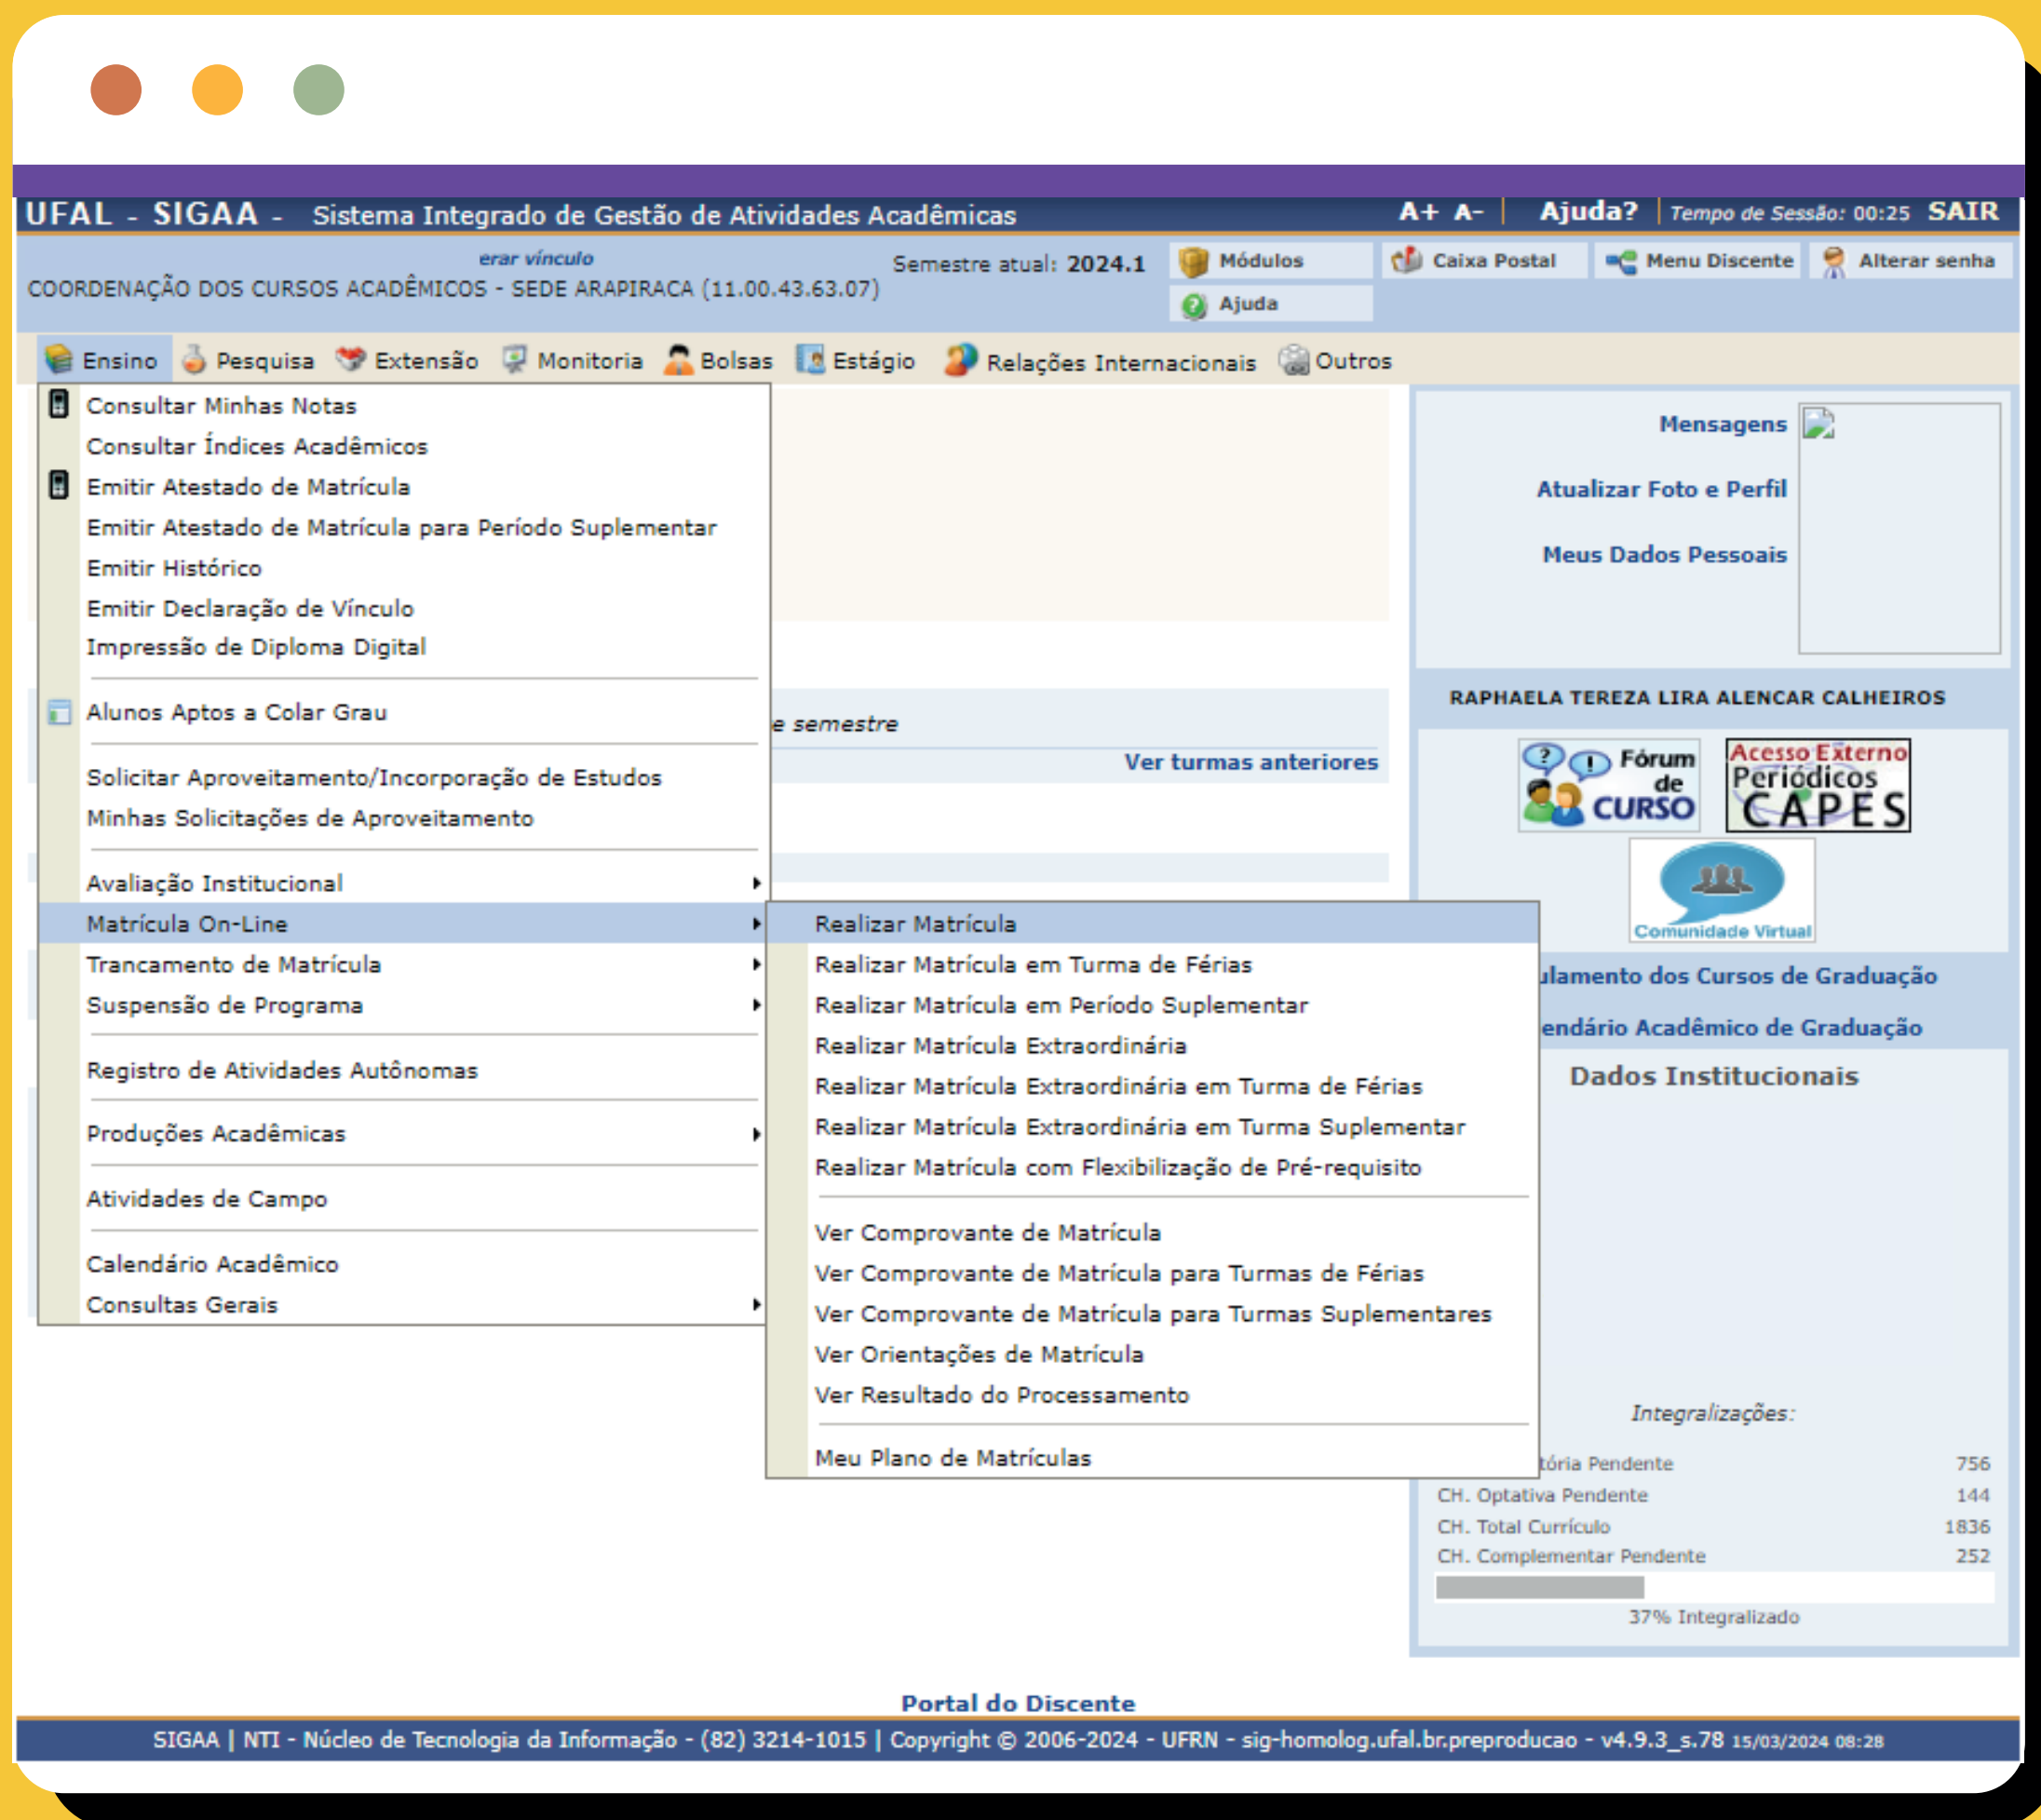 UFAL - SIGAA - Sistema Integrado de Gestão de Atividades Acadêmicas
A+ A- | Ajuda? | Tempo de Sessão: 00:25 SAIR
erar vínculo
COORDENAÇÃO DOS CURSOS ACADÊMICOS - SEDE ARAPIRACA (11.00.43.63.07)
Semestre atual: 2024.1
Módulos
Caixa Postal
Menu Discente
Alterar senha
Ajuda
Ensino
Pesquisa
Extensão
Monitoria
Bolsas
Estágio
Relações Internacionais
Outros
Consultar Minhas Notas
Consultar Índices Acadêmicos
Emitir Atestado de Matrícula
Emitir Atestado de Matrícula para Período Suplementar
Emitir Histórico
Emitir Declaração de Vínculo
Impressão de Diploma Digital
Alunos Aptos a Colar Grau
Solicitar Aproveitamento/Incorporação de Estudos
Minhas Solicitações de Aproveitamento
Avaliação Institucional
Matrícula On-Line
Trancamento de Matrícula
Suspensão de Programa
Registro de Atividades Autônomas
Produções Acadêmicas
Atividades de Campo
Calendário Acadêmico
Consultas Gerais
e semestre
Ver turmas anteriores
Realizar Matrícula
Realizar Matrícula em Turma de Férias
Realizar Matrícula em Período Suplementar
Realizar Matrícula Extraordinária
Realizar Matrícula Extraordinária em Turma de Férias
Realizar Matrícula Extraordinária em Turma Suplementar
Realizar Matrícula com Flexibilização de Pré-requisito
Ver Comprovante de Matrícula
Ver Comprovante de Matrícula para Turmas de Férias
Ver Comprovante de Matrícula para Turmas Suplementares
Ver Orientações de Matrícula
Ver Resultado do Processamento
Meu Plano de Matrículas
Mensagens
Atualizar Foto e Perfil
Meus Dados Pessoais
RAPHAELA TEREZA LIRA ALENCAR CALHEIROS
Fórum
de
CURSO
Acesso Externo
Periódicos
CAPES
Comunidade Virtual
ulamento dos Cursos de Graduação
endário Acadêmico de Graduação
Dados Institucionais
Integralizações:
tória Pendente 756
CH. Optativa Pendente 144
CH. Total Currículo 1836
CH. Complementar Pendente 252
37% Integralizado
Portal do Discente
SIGAA | NTI - Núcleo de Tecnologia da Informação - (82) 3214-1015 | Copyright © 2006-2024 - UFRN - sig-homolog.ufal.br.preproducao - v4.9.3_s.78 15/03/2024 08:28